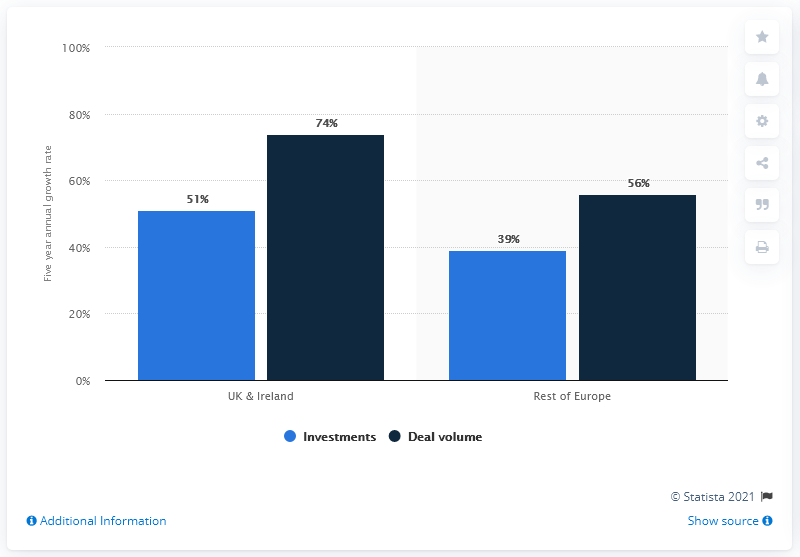 100%
80%
60%
40%
20%
0%
Five year annual growth rate
51%
74%
39%
56%
UK & Ireland
Rest of Europe
Investments
Deal volume
© Statista 2021
Additional Information
Show source